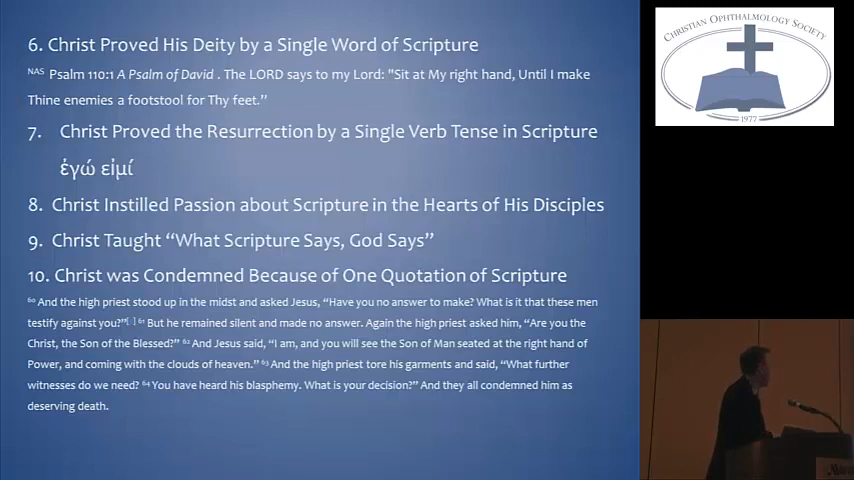 6. Christ Proved His Deity by a Single Word of Scripture
NAS Psalm 110:1 A Psalm of David . The LORD says to my Lord: "Sit at My right hand, Until I make
Thine enemies a footstool for Thy feet."
7. Christ Proved the Resurrection by a Single Verb Tense in Scripture
ἐγώ εἰμί
8. Christ Instilled Passion about Scripture in the Hearts of His Disciples
9. Christ Taught “What Scripture Says, God Says”
10. Christ was Condemned Because of One Quotation of Scripture
60 And the high priest stood up in the midst and asked Jesus, “Have you no answer to make? What is it that these men
testify against you?” 61 But he remained silent and made no answer. Again the high priest asked him, “Are you the
Christ, the Son of the Blessed?” 62 And Jesus said, “I am, and you will see the Son of Man seated at the right hand of
Power, and coming with the clouds of heaven.” 63 And the high priest tore his garments and said, “What further
witnesses do we need? 64 You have heard his blasphemy. What is your decision?” And they all condemned him as
deserving death.
CHRISTIAN OPHTHALMOLOGY SOCIETY
1977